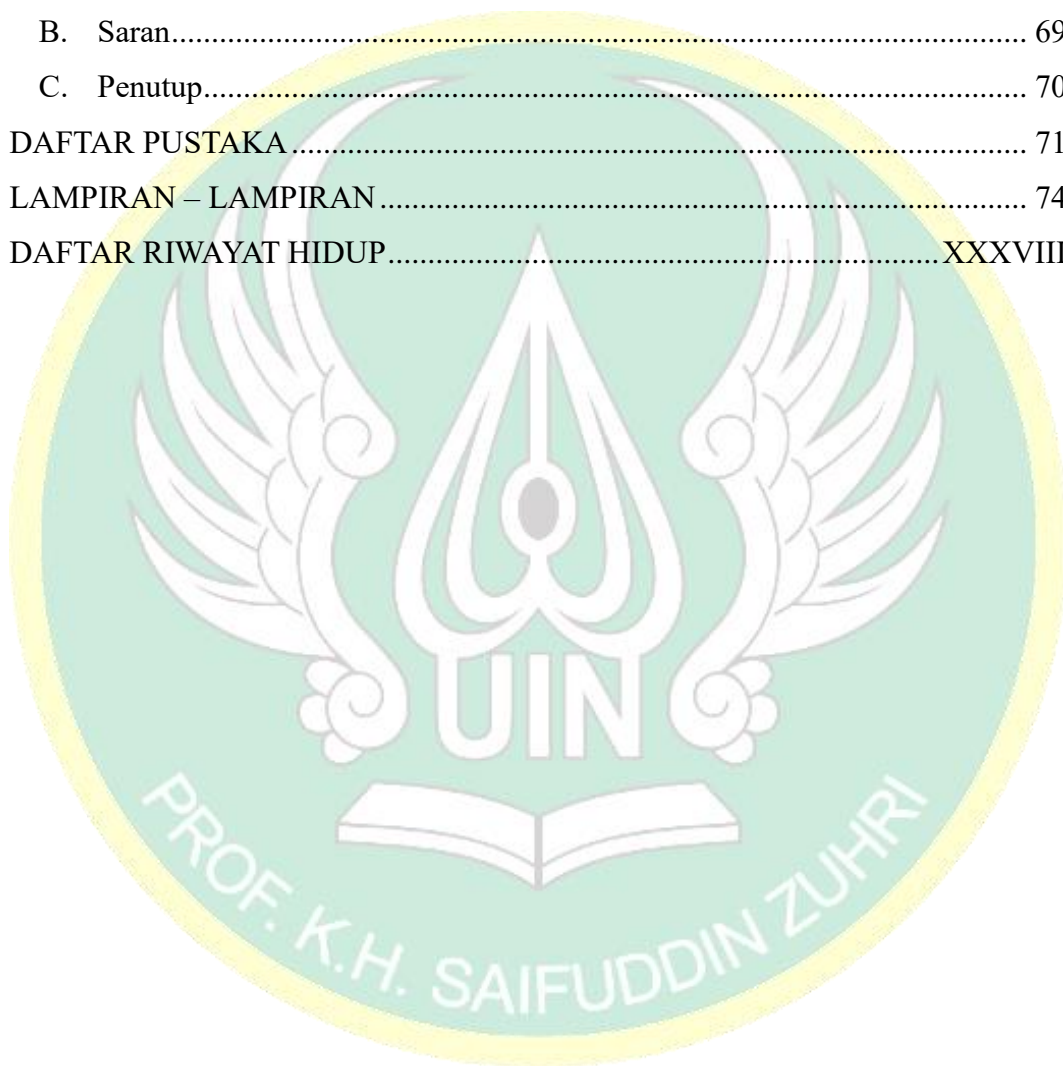 B. Saran........................................................................................................ 69
C. Penutup.................................................................................................... 70
DAFTAR PUSTAKA........................................................................................... 71
LAMPIRAN – LAMPIRAN................................................................................ 74
DAFTAR RIWAYAT HIDUP.....................................................................XXXVIII
UIN
PROF. K.H. SAIFUDDIN ZUHRI